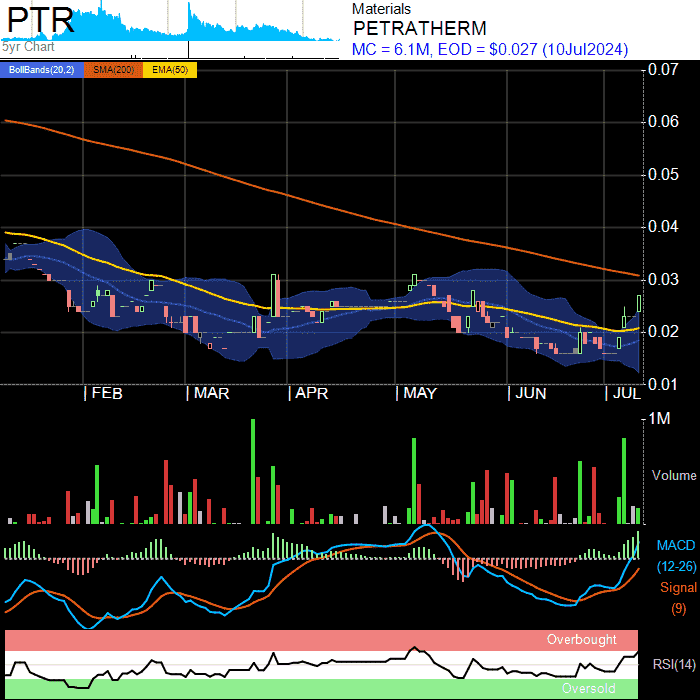 PTR
5yr Chart
Materials
PETRATHERM
MC = 6.1M, EOD = $0.027 (10Jul2024)
BollBands(20,2) SMA(200) EMA(50)
0.07
0.06
0.05
0.04
0.03
0.02
0.01
FEB MAR APR MAY JUN JUL
1M
Volume
MACD
(12-26)
Signal
(9)
Overbought
RSI(14)
Oversold